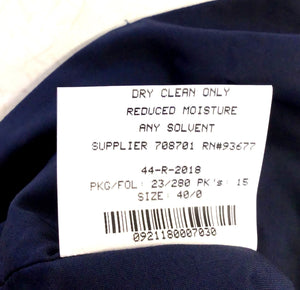 DRY CLEAN ONLY
REDUCED MOISTURE
ANY SOLVENT
SUPPLIER 708701 RN#93677
44-R-2018
PKG/FOL: 23/280 PK's: 15
SIZE: 40/0
0921180007030